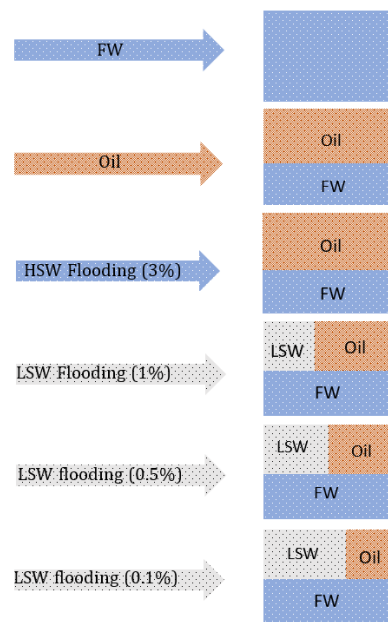 FW
Oil
Oil
FW
HSW Flooding (3%)
Oil
FW
LSW Flooding (1%)
LSW Oil
FW
LSW flooding (0.5%)
LSW Oil
FW
LSW flooding (0.1%)
LSW Oil
FW